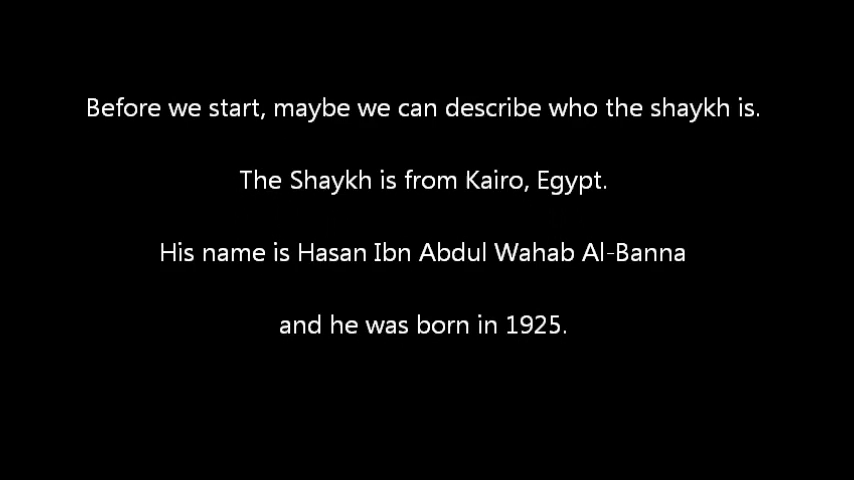 Before we start, maybe we can describe who the shaykh is.
The Shaykh is from Kairo, Egypt.
His name is Hasan Ibn Abdul Wahab Al-Banna
and he was born in 1925.